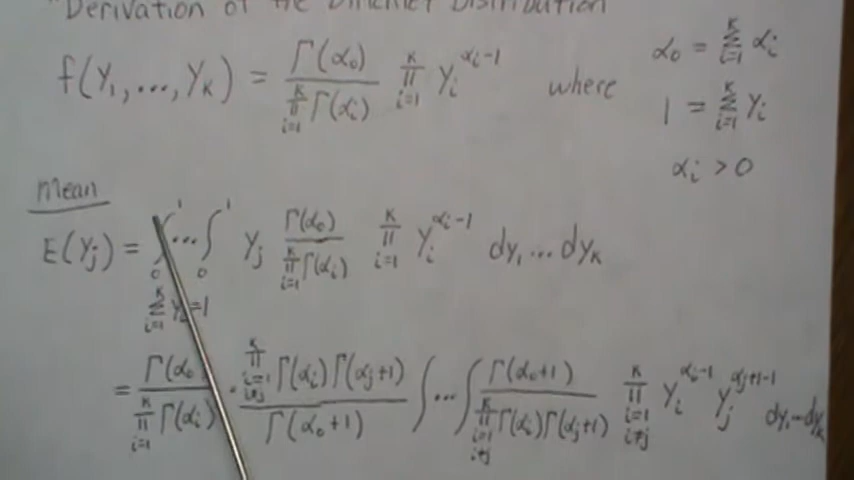 Derivation of the Dirichlet Distribution
f(y₁,...,yₖ) = Γ(α₀) / ∏ᵢ₌₁ᴷ Γ(αᵢ) ∏ᵢ₌₁ᴷ yᵢ^(αᵢ-1) where α₀ = Σᵢ₌₁ᴷ αᵢ
1 = Σᵢ₌₁ᴷ yᵢ
αᵢ > 0
mean
E(yⱼ) = ∫₀¹ ... ∫₀¹ yⱼ Γ(α₀) / ∏ᵢ₌₁ᴷ Γ(αᵢ) ∏ᵢ₌₁ᴷ yᵢ^(αᵢ-1) dy₁ ... dyₖ
Σᵢ₌₁ᴷ yᵢ=1
= Γ(α₀) / ∏ᵢ₌₁ᴷ Γ(αᵢ) · ∏ᵢ₌₁,ᵢ≠ⱼᴷ Γ(αᵢ)Γ(αⱼ+1) / Γ(α₀+1) ∫...∫ Γ(α₀+1) / ∏ᵢ₌₁,ᵢ≠ⱼᴷ Γ(αᵢ)Γ(αⱼ+1) ∏ᵢ₌₁,ᵢ≠ⱼᴷ yᵢ^(αᵢ-1) yⱼ^(αⱼ+1-1) dy₁...dyₖ